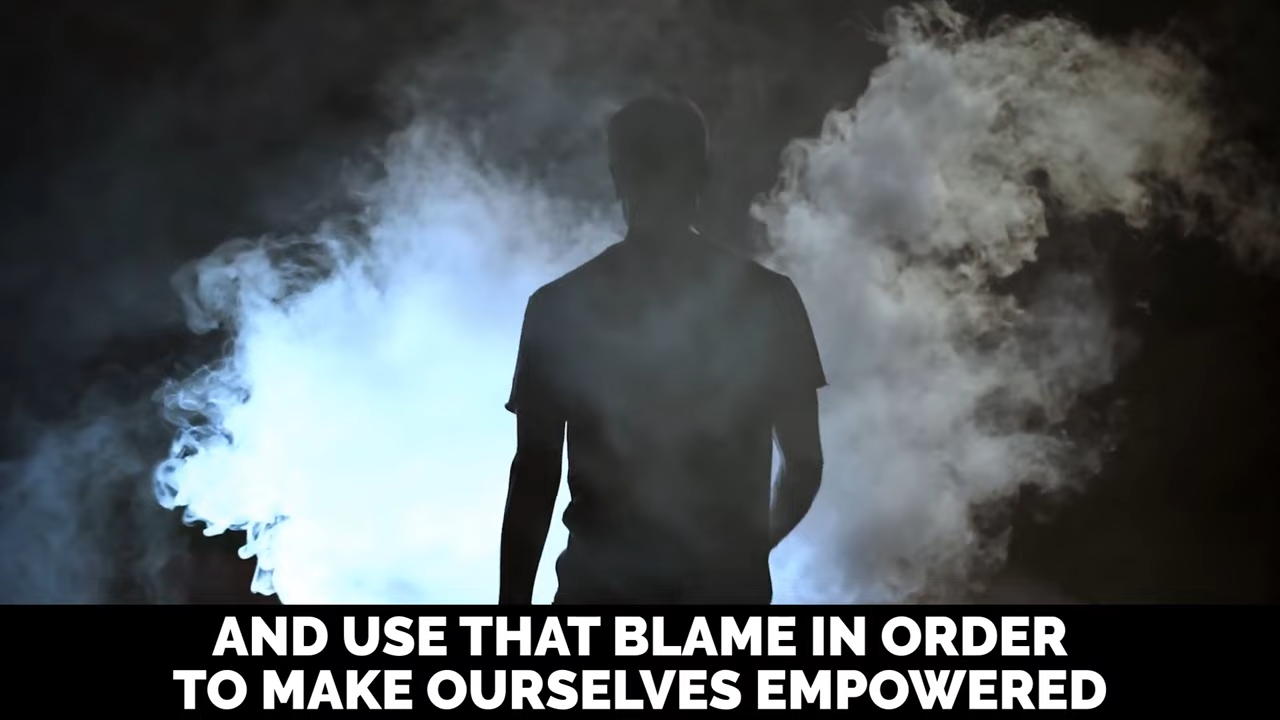 AND USE THAT BLAME IN ORDER
TO MAKE OURSELVES EMPOWERED